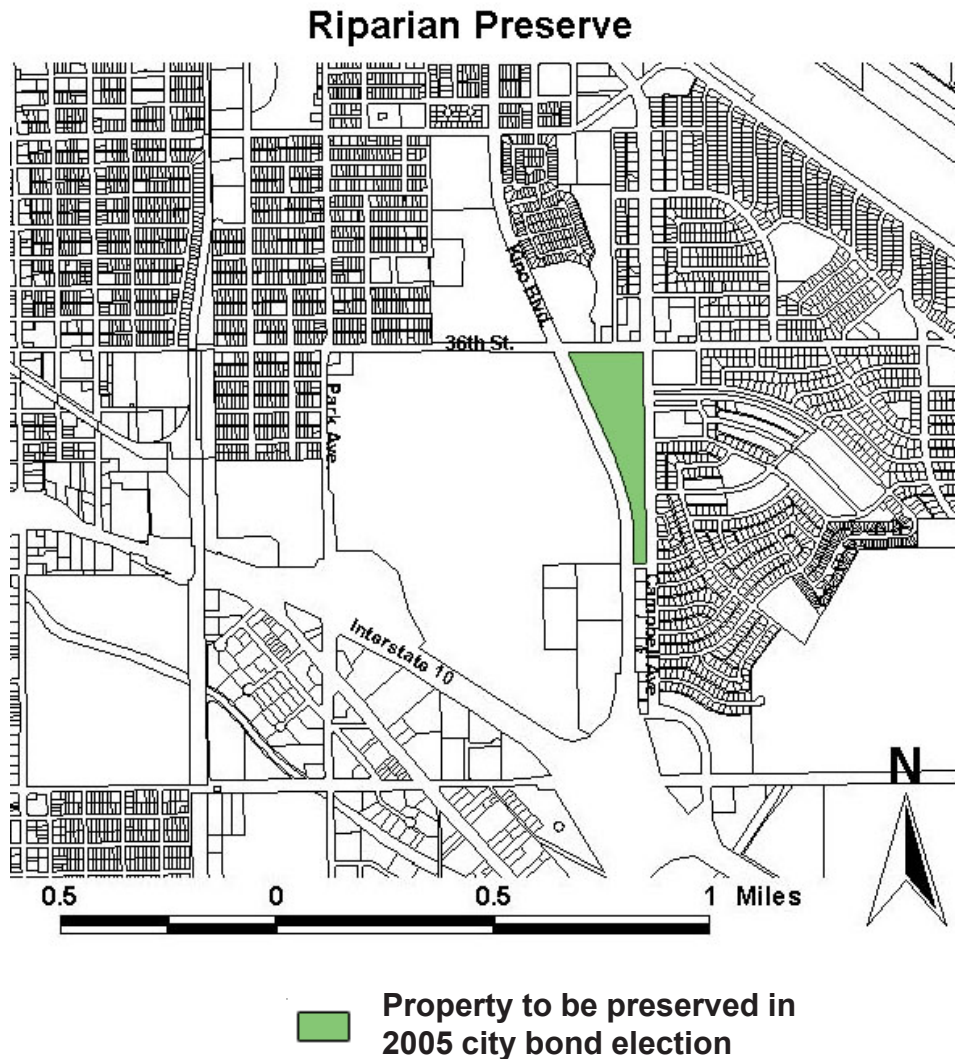 Riparian Preserve
Kino Blvd.
36th St.
Park Ave.
Interstate 10
Campbell Ave
N
0.5 0 0.5 1 Miles
Property to be preserved in
2005 city bond election